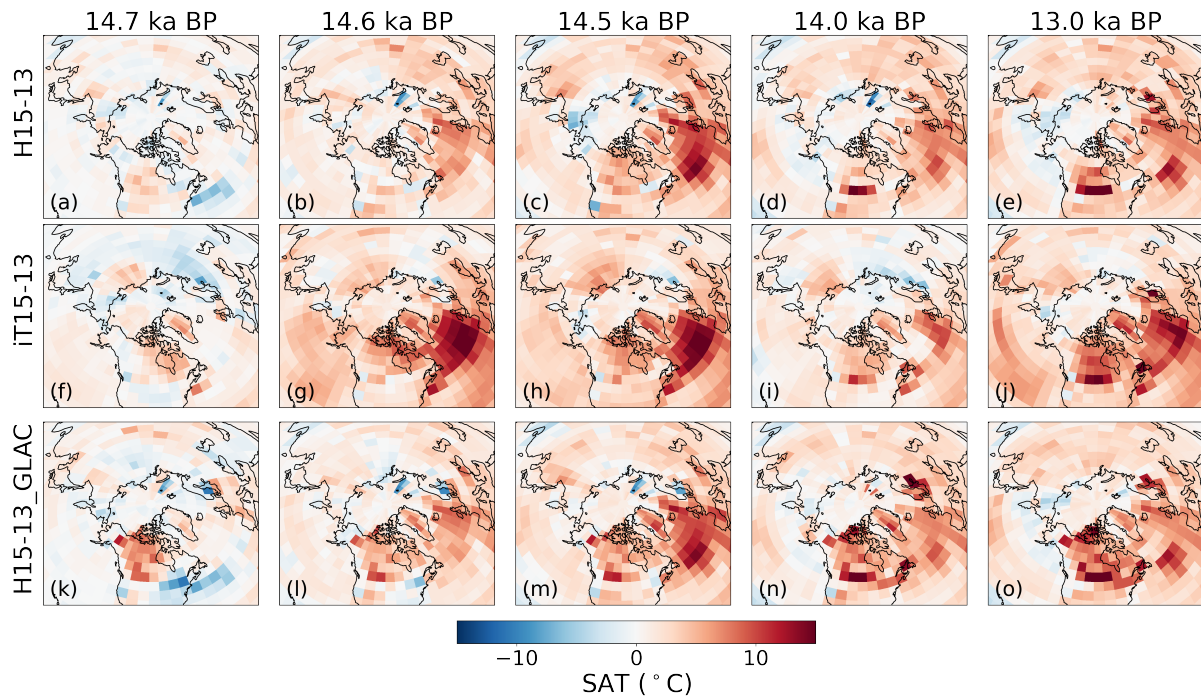 14.7 ka BP 14.6 ka BP 14.5 ka BP 14.0 ka BP 13.0 ka BP
H15-13
(a) (b) (c) (d) (e)
iT15-13
(f) (g) (h) (i) (j)
H15-13_GLAC
(k) (l) (m) (n) (o)
−10 0 10
SAT (°C)